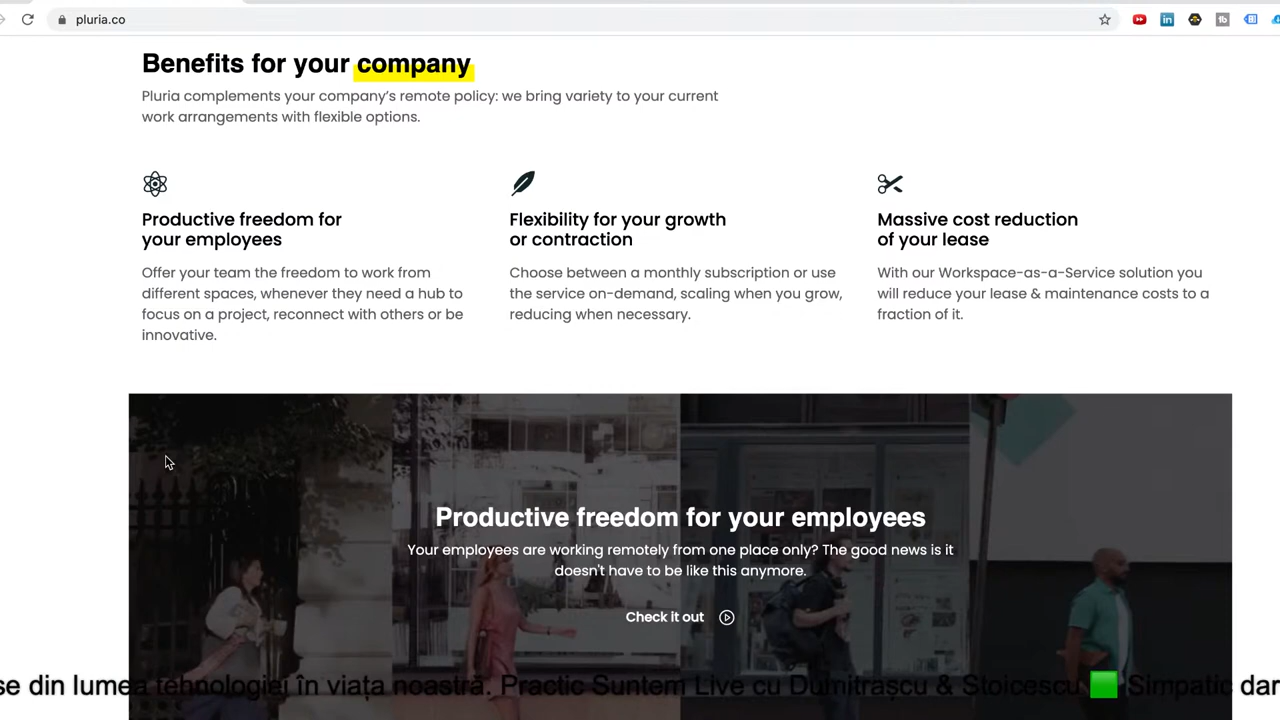 pluria.co
Benefits for your company
Pluria complements your company's remote policy: we bring variety to your current
work arrangements with flexible options.
Productive freedom for
your employees
Offer your team the freedom to work from
different spaces, whenever they need a hub to
focus on a project, reconnect with others or be
innovative.
Flexibility for your growth
or contraction
Choose between a monthly subscription or use
the service on-demand, scaling when you grow,
reducing when necessary.
Massive cost reduction
of your lease
With our Workspace-as-a-Service solution you
will reduce your lease & maintenance costs to a
fraction of it.
Productive freedom for your employees
Your employees are working remotely from one place only? The good news is it
doesn't have to be like this anymore.
Check it out
se din lumea tehnologiei în viața noastră. Practic Suntem Live cu Dumitrașcu & Stoicescu Simpatic dar